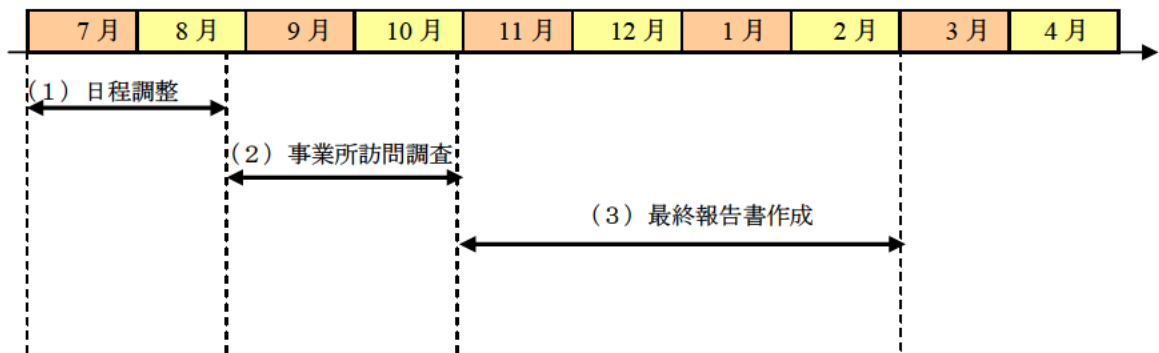 7月 8月 9月 10月 11月 12月 1月 2月 3月 4月
(1)日程調整
(2)事業所訪問調査
(3)最終報告書作成